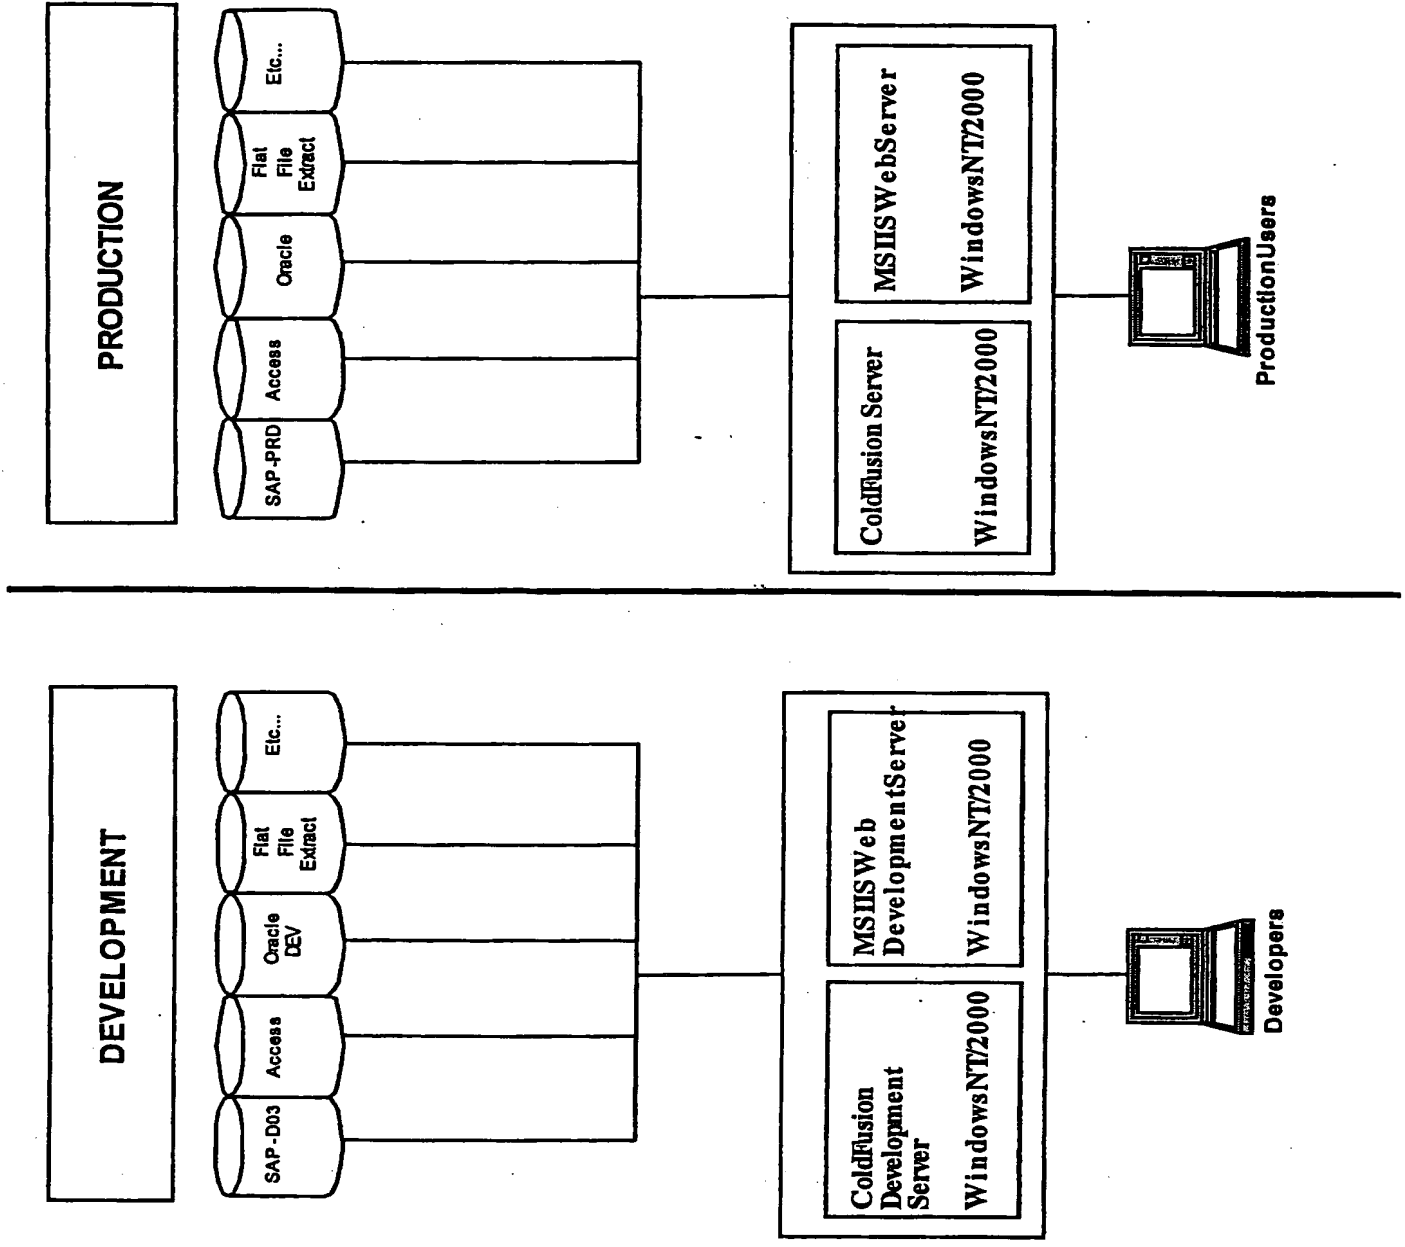 DEVELOPMENT
SAP-D03
Access
Oracle
DEV
Flat
File
Extract
Etc...
ColdFusion
Development
Server
WindowsNT/2000
MSIISWeb
DevelopmentServer
WindowsNT/2000
Developers
PRODUCTION
SAP-PRD
Access
Oracle
Flat
File
Extract
Etc...
ColdFusion Server
WindowsNT/2000
MSIISWebServer
WindowsNT/2000
ProductionUsers